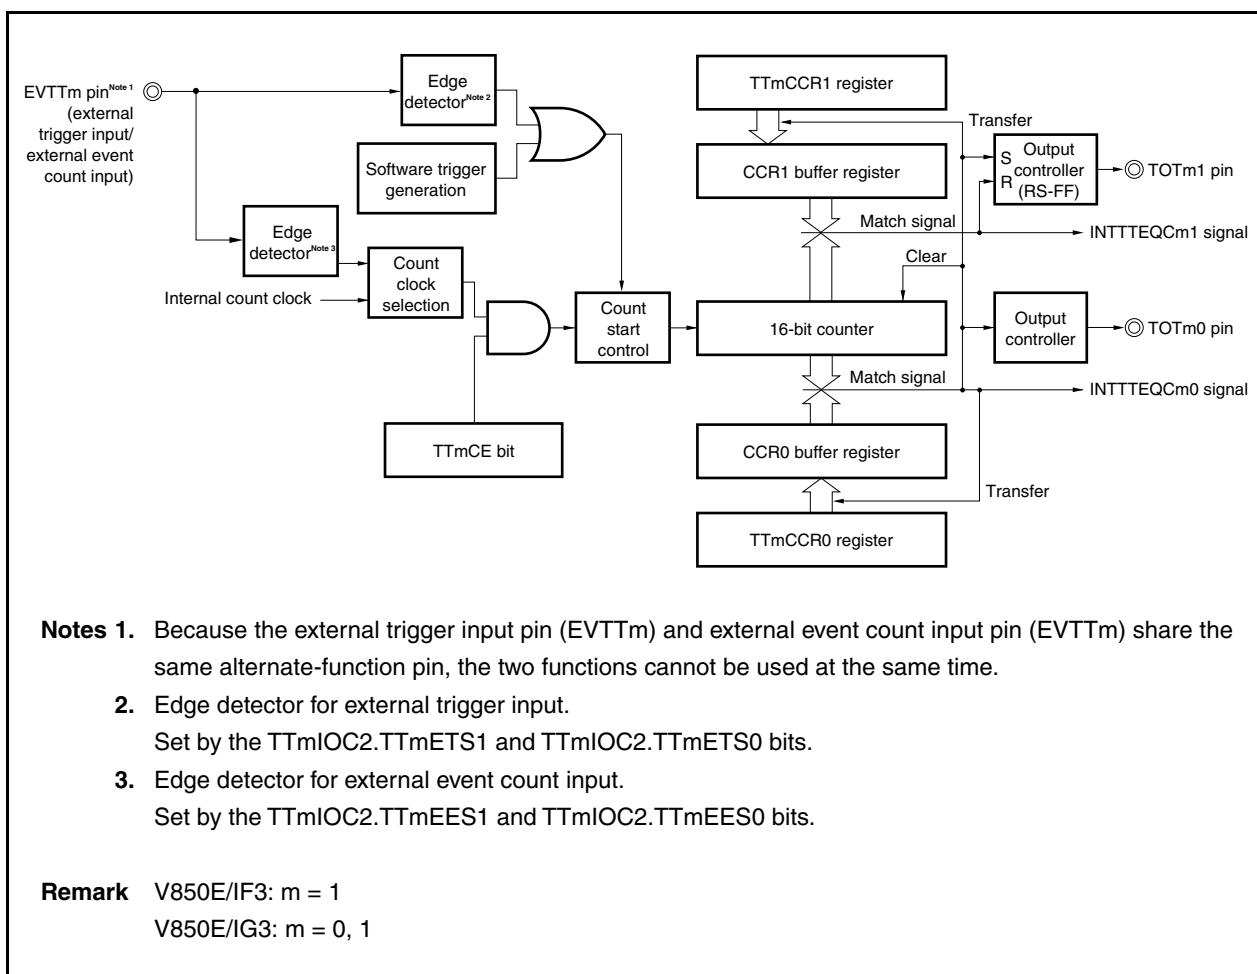 EVTTm pin Note 1
(external
trigger input/
external event
count input)
Edge
detector Note 2
Software trigger
generation
Edge
detector Note 3
Internal count clock
Count
clock
selection
TTmCE bit
Count
start
control
TTmCCR1 register
Transfer
CCR1 buffer register
S
R
Output
controller
(RS-FF)
TOTm1 pin
Match signal
INTTTEQCm1 signal
Clear
16-bit counter
Output
controller
TOTm0 pin
Match signal
INTTTEQCm0 signal
CCR0 buffer register
Transfer
TTmCCR0 register
Notes 1. Because the external trigger input pin (EVTTm) and external event count input pin (EVTTm) share the
same alternate-function pin, the two functions cannot be used at the same time.
2. Edge detector for external trigger input.
Set by the TTmIOC2.TTmETS1 and TTmIOC2.TTmETS0 bits.
3. Edge detector for external event count input.
Set by the TTmIOC2.TTmEES1 and TTmIOC2.TTmEES0 bits.
Remark V850E/IF3: m = 1
V850E/IG3: m = 0, 1